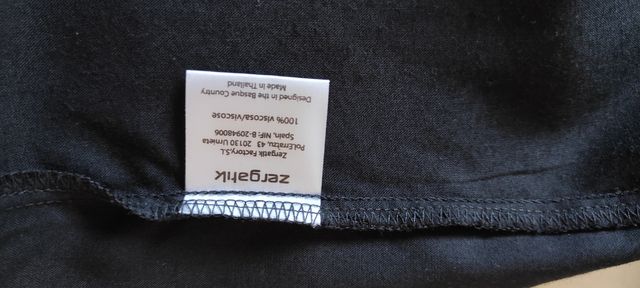 zergatik
Zergatik Factory,S.L
Pol.Erratzu, 43 20130 Urnieta
Spain. NIF: B-20948006
100% viscosa/viscose
Designed in the Basque Country
Made in Thailand